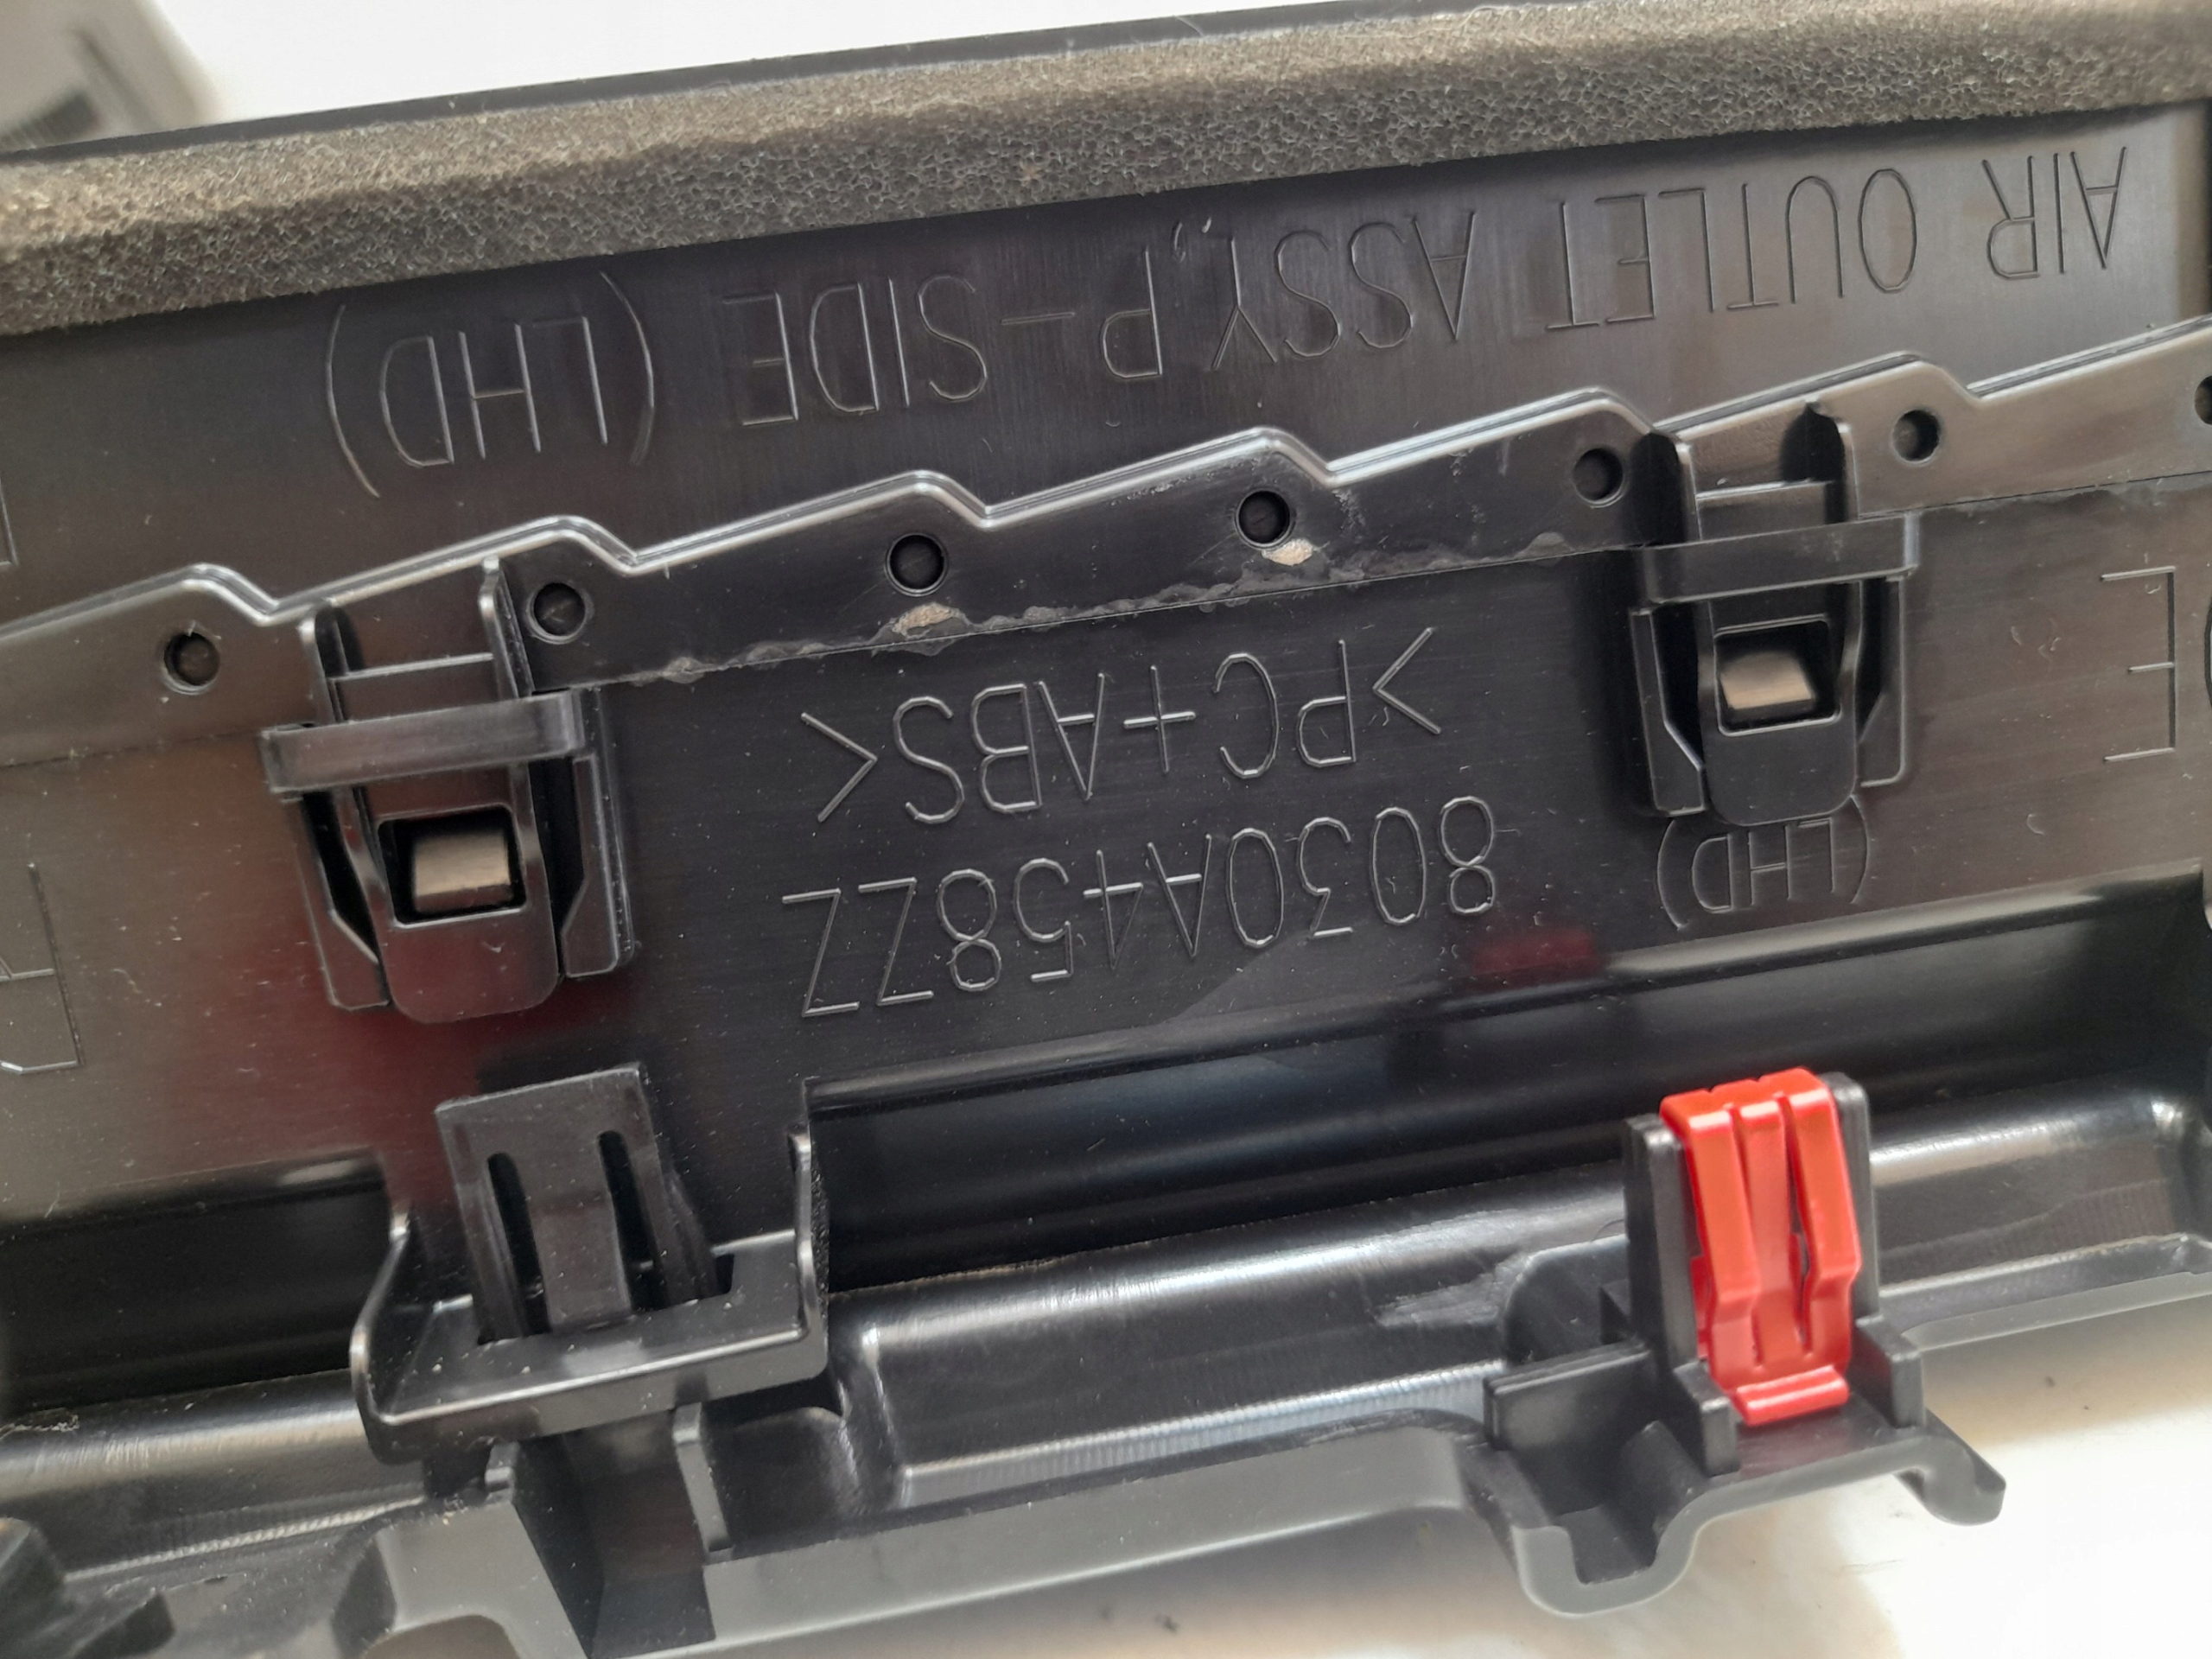 AIR OUTLET ASSY, P-SIDE (LHD)
>PC+ABS<
8030A458ZZ
(LHD)